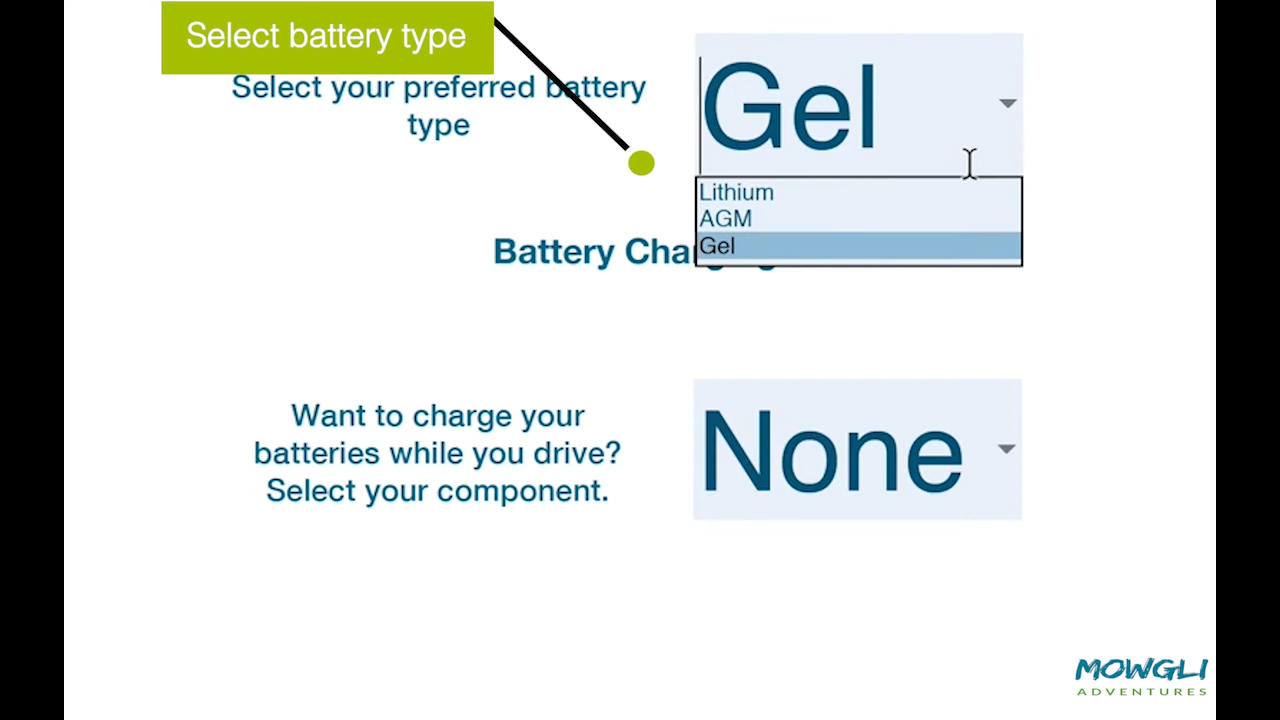 Select battery type
Select your preferred battery
type
Gel
Lithium
AGM
Gel
Battery Charging
Want to charge your
batteries while you drive?
Select your component.
None
MOWGLI
ADVENTURES